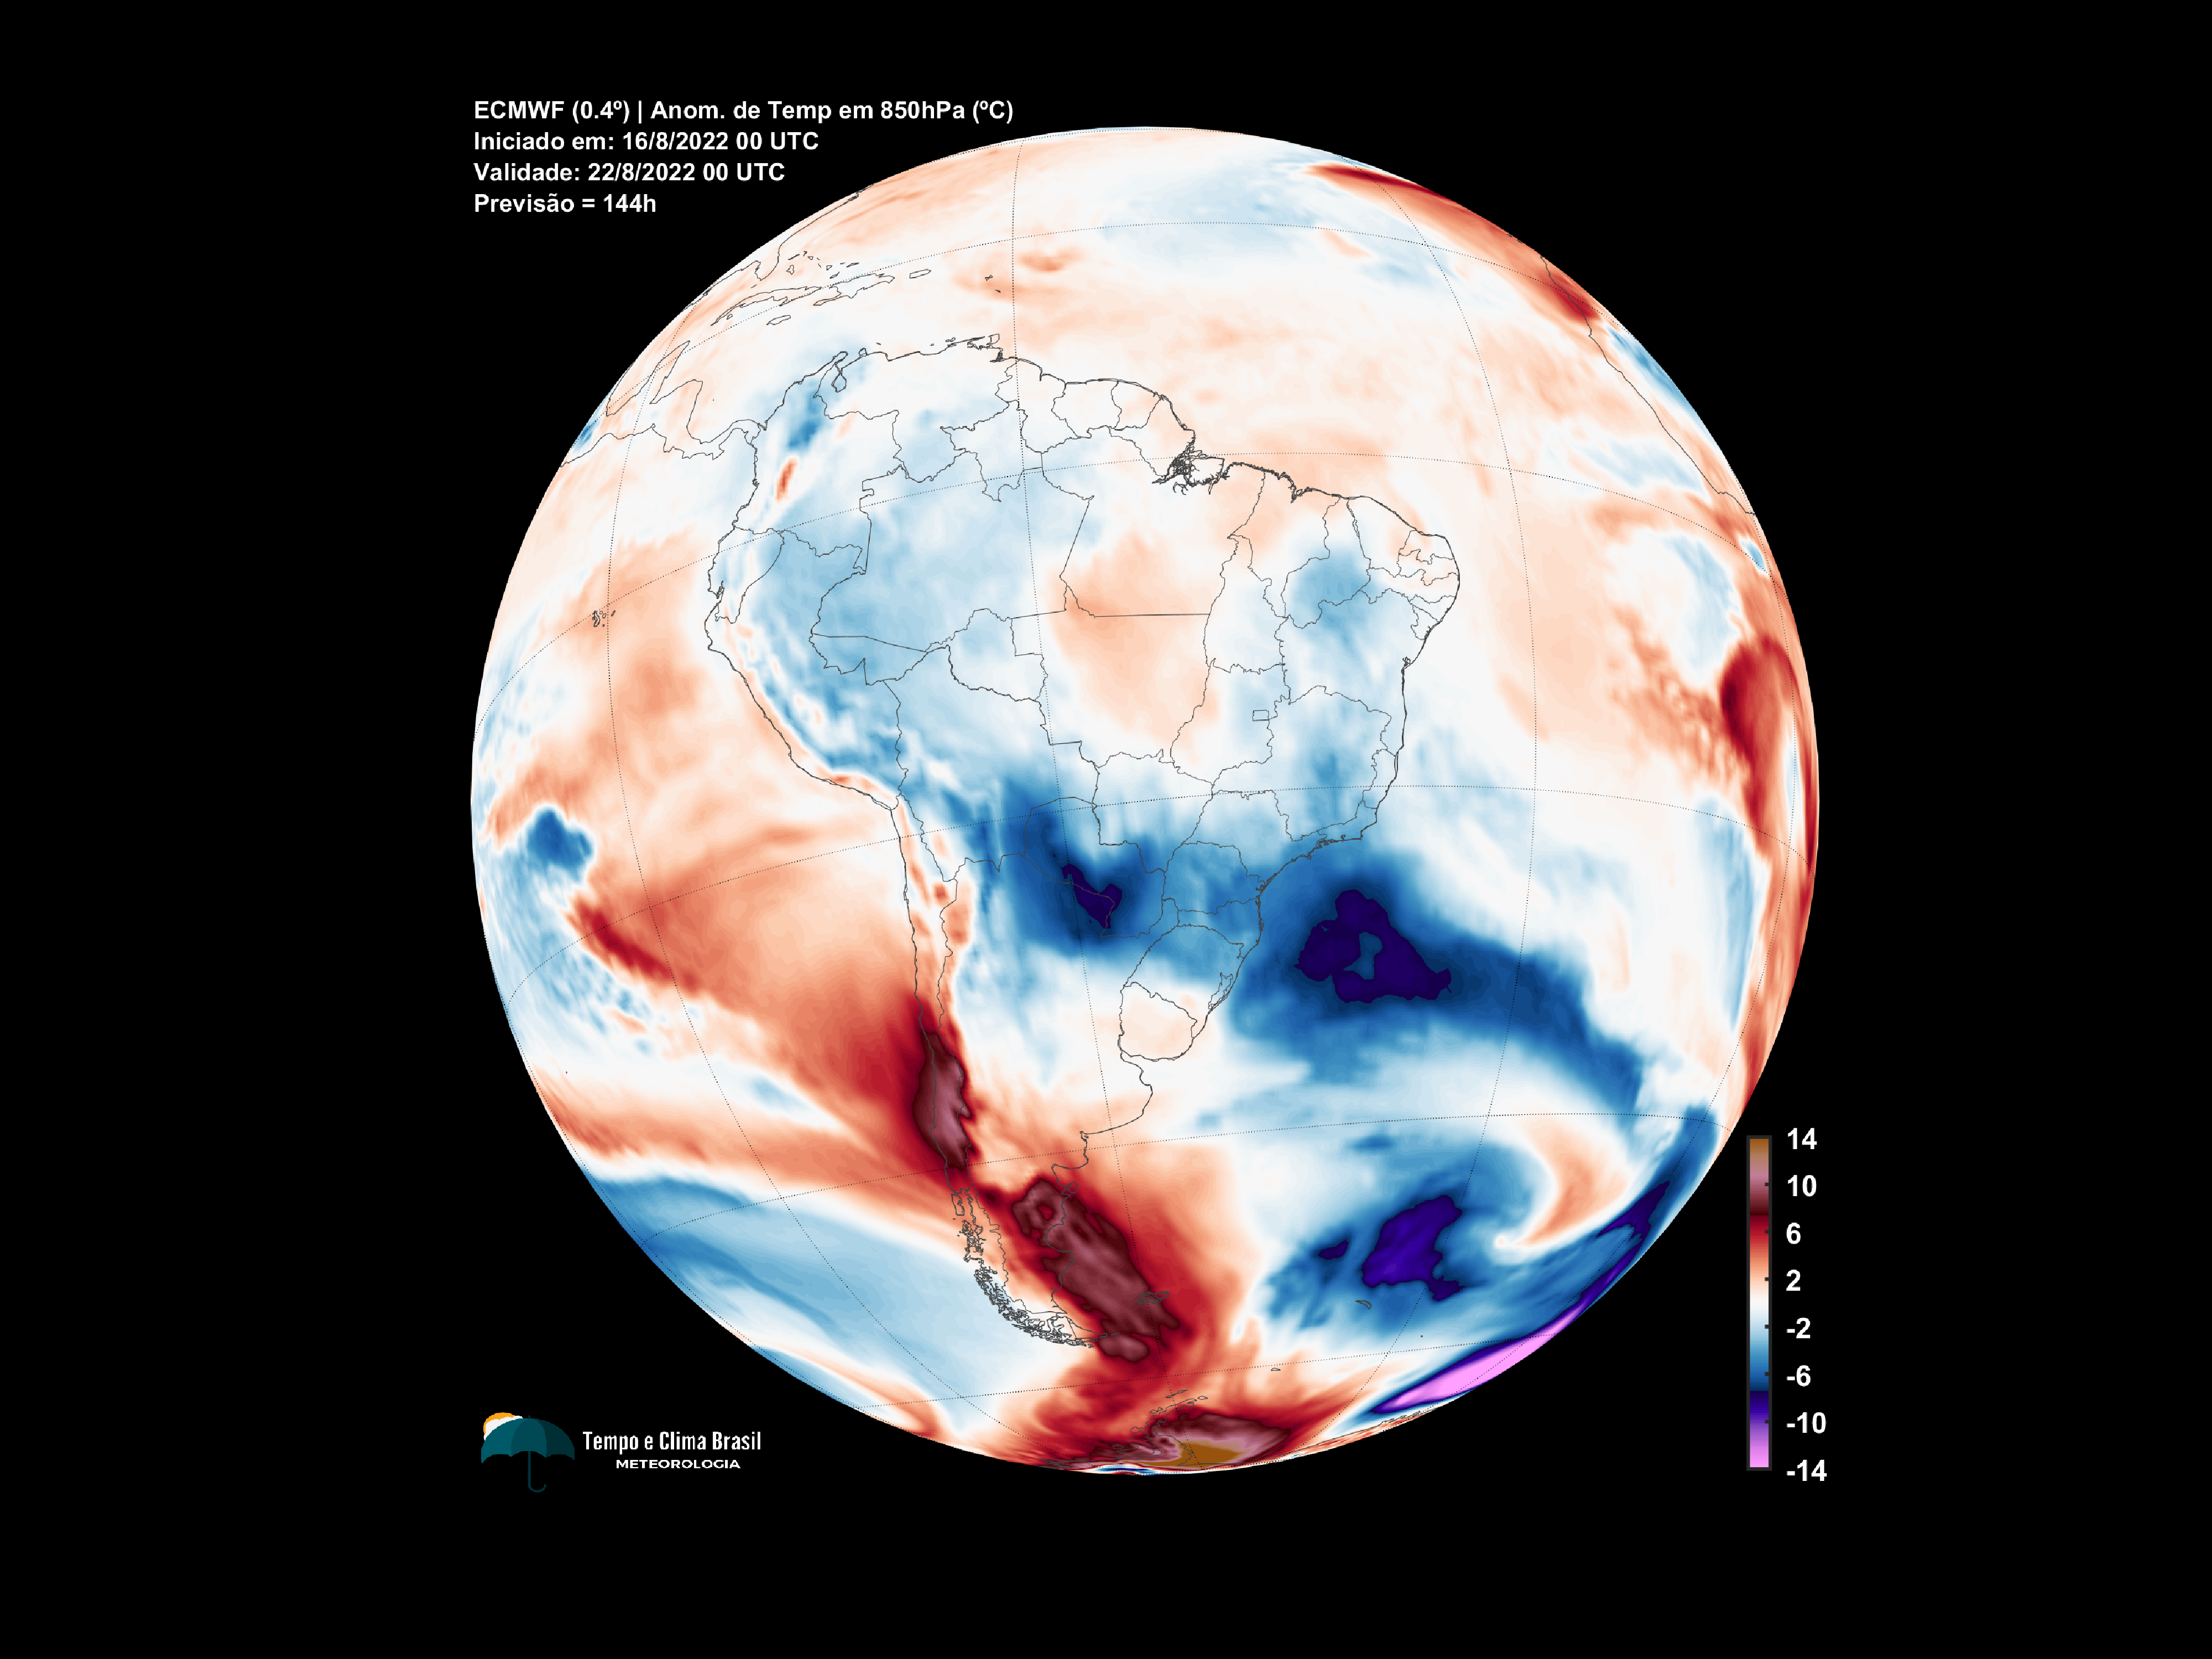 ECMWF (0.4º) | Anom. de Temp em 850hPa (ºC)
Iniciado em: 16/8/2022 00 UTC
Validade: 22/8/2022 00 UTC
Previsão = 144h
14
10
6
2
-2
-6
-10
-14
Tempo e Clima Brasil
METEOROLOGIA